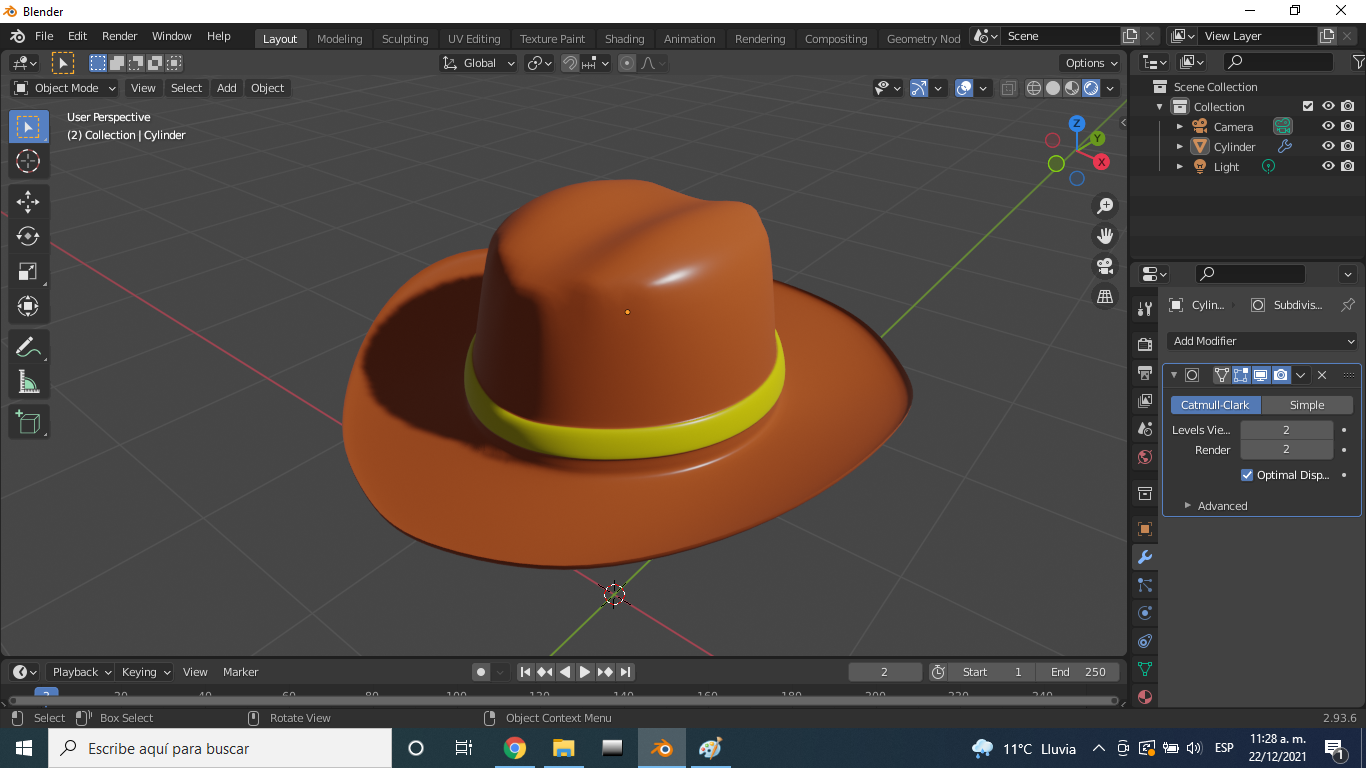 Blender
File Edit Render Window Help Layout Modeling Sculpting UV Editing Texture Paint Shading Animation Rendering Compositing Geometry Nod Scene View Layer
Global Options
Object Mode View Select Add Object
User Perspective
(2) Collection | Cylinder
Z
Y
X
Scene Collection
Collection
Camera
Cylinder
Light
Cylin... Subdivis...
Add Modifier
Catmull-Clark Simple
Levels Vie... 2
Render 2
Optimal Disp...
Advanced
Playback Keying View Marker 2 Start 1 End 250
2 20 40 60 80 100 120 140 160 180 200 220 240
Select Box Select Rotate View Object Context Menu 2.93.6
Escribe aquí para buscar 11°C Lluvia ESP 11:28 a. m.
22/12/2021 1